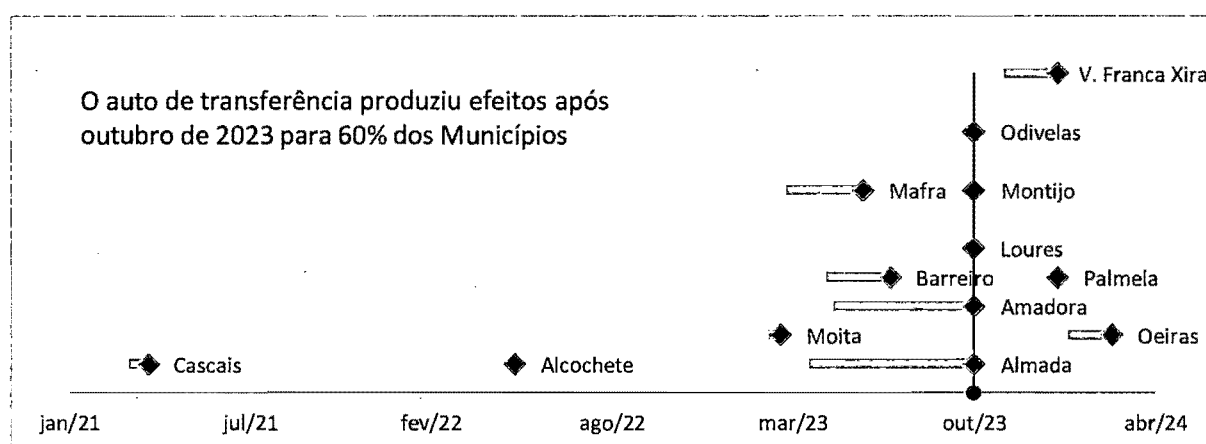 V. Franca Xira
O auto de transferência produziu efeitos após
outubro de 2023 para 60% dos Municípios
Odivelas
Mafra
Montijo
Loures
Barreiro
Palmela
Amadora
Moita
Oeiras
Cascais
Alcochete
Almada
jan/21 jul/21 fev/22 ago/22 mar/23 out/23 abr/24